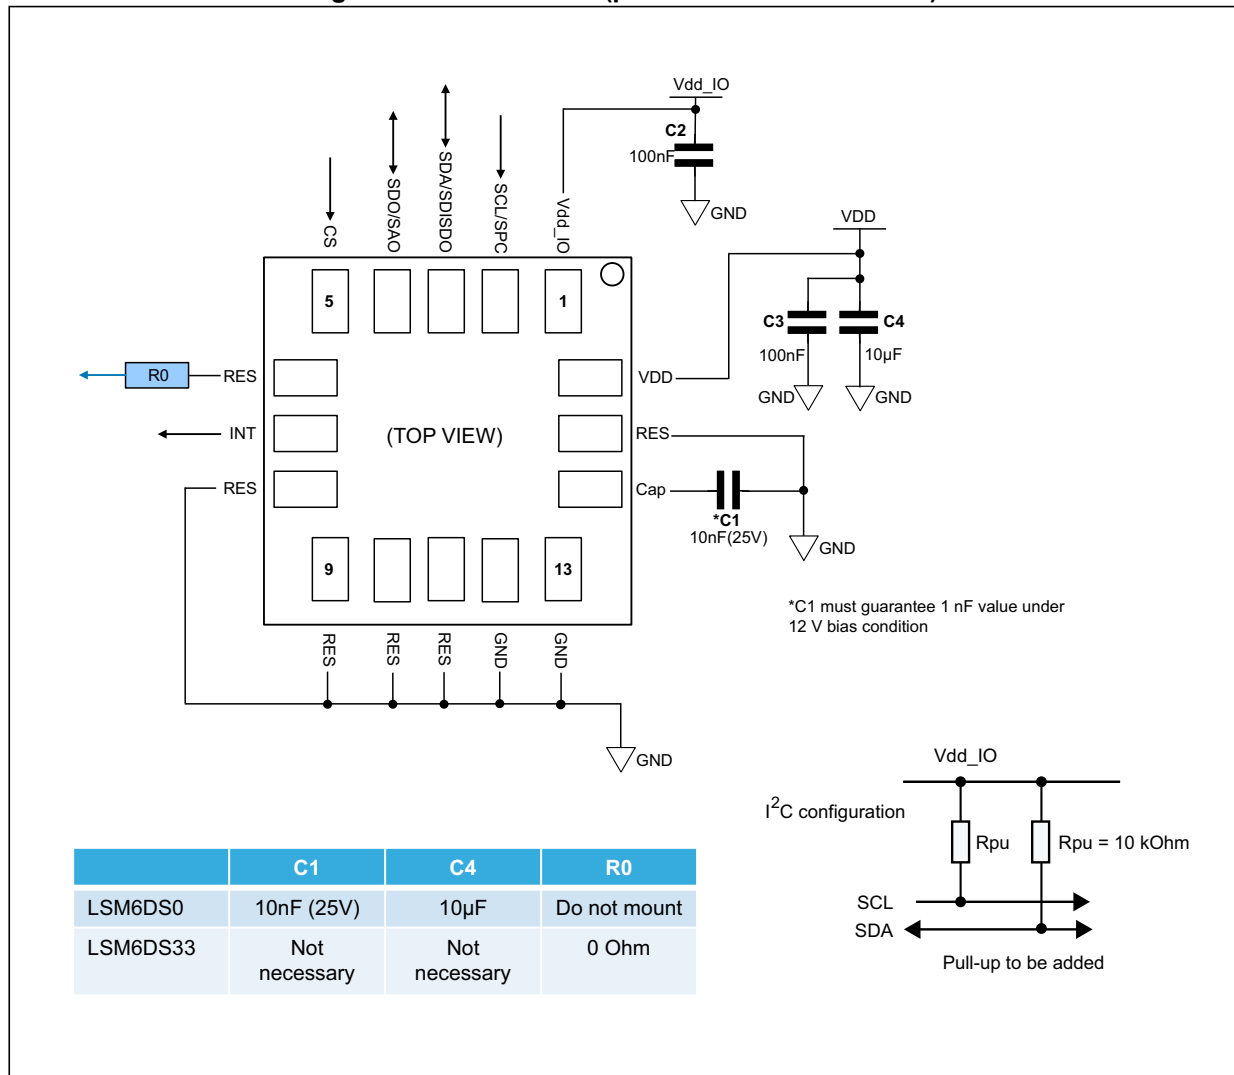 Vdd_IO
C2
100nF
GND
CS
SDO/SAO
SDA/SDISDO
SCL/SPC
Vdd_IO
VDD
C3
100nF
C4
10µF
GND
GND
5
1
R0
RES
VDD
INT
(TOP VIEW)
RES
RES
Cap
*C1
10nF(25V)
GND
9
13
*C1 must guarantee 1 nF value under
12 V bias condition
RES
RES
RES
GND
GND
GND
Vdd_IO
I2C configuration
Rpu
Rpu = 10 kOhm
SCL
SDA
Pull-up to be added
C1 C4 R0
LSM6DS0 10nF (25V) 10µF Do not mount
LSM6DS33 Not necessary Not necessary 0 Ohm